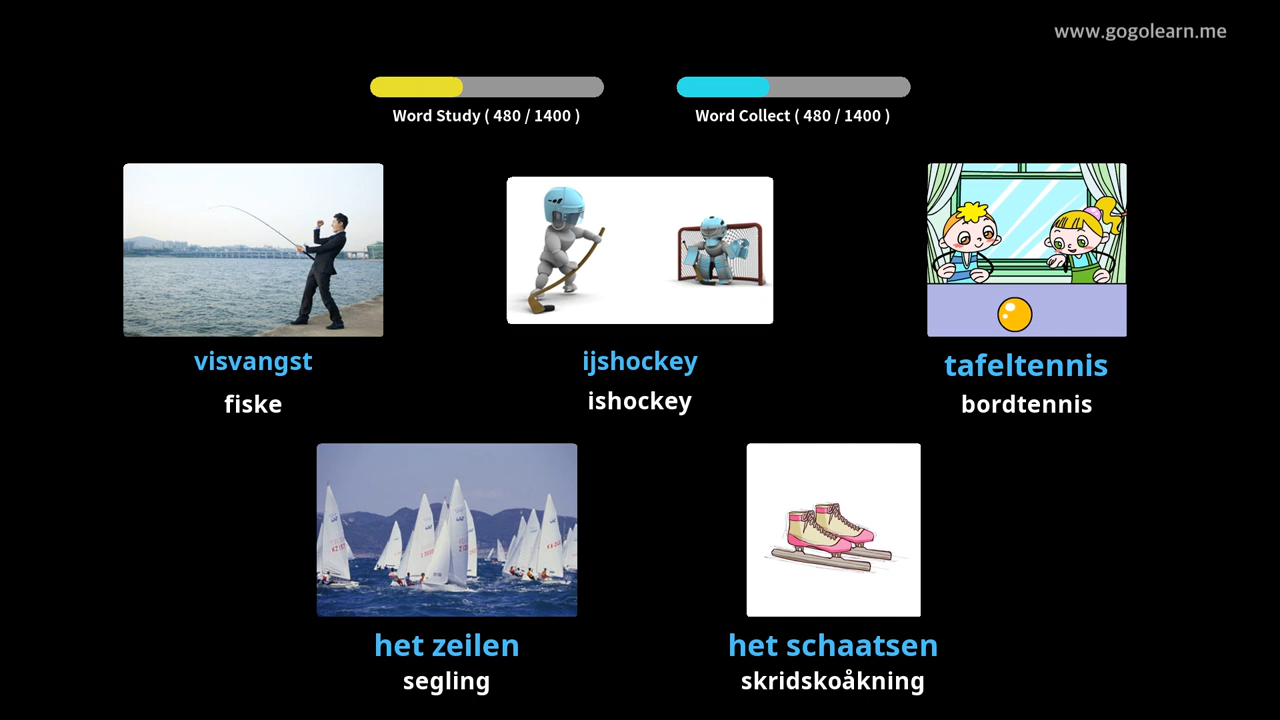 www.gogolearn.me
Word Study ( 480 / 1400 )
Word Collect ( 480 / 1400 )
visvangst
fiske
ijshockey
ishockey
tafeltennis
bordtennis
het zeilen
segling
het schaatsen
skridskoåkning